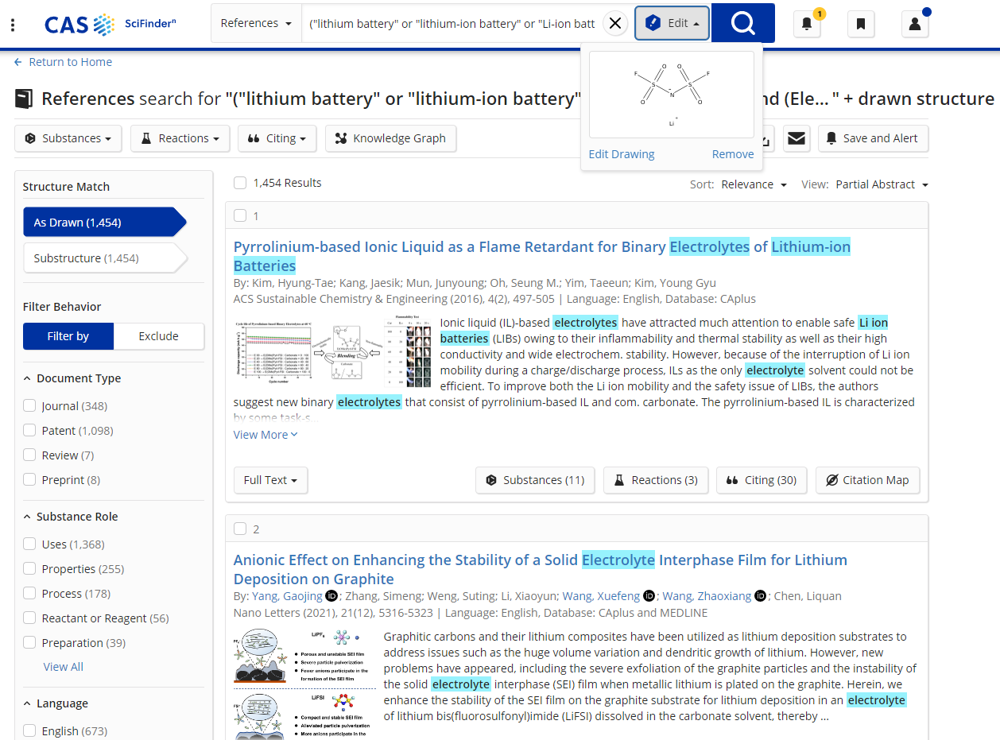 CAS SciFinderⁿ
References
("lithium battery" or "lithium-ion battery" or "Li-ion batt
Edit
1
Return to Home
References search for "("lithium battery" or "lithium-ion battery"
nd (Ele... " + drawn structure
F O O F
S S
O N O
-
Li +
Edit Drawing Remove
Substances
Reactions
Citing
Knowledge Graph
Save and Alert
Structure Match
As Drawn (1,454)
Substructure (1,454)
Filter Behavior
Filter by Exclude
Document Type
Journal (348)
Patent (1,098)
Review (7)
Preprint (8)
Substance Role
Uses (1,368)
Properties (255)
Process (178)
Reactant or Reagent (56)
Preparation (39)
View All
Language
English (673)
1,454 Results
Sort: Relevance View: Partial Abstract
1
Pyrrolinium-based Ionic Liquid as a Flame Retardant for Binary Electrolytes of Lithium-ion
Batteries
By: Kim, Hyung-Tae; Kang, Jaesik; Mun, Junyoung; Oh, Seung M.; Yim, Taeeun; Kim, Young Gyu
ACS Sustainable Chemistry & Engineering (2016), 4(2), 497-505 | Language: English, Database: CAplus
Cycle life of Pyrrolinium-based Binary Electrolytes at 60 °C
Cycle number
Blending
Flammability Test
Ionic liquid (IL)-based electrolytes have attracted much attention to enable safe Li ion
batteries (LIBs) owing to their inflammability and thermal stability as well as their high
conductivity and wide electrochem. stability. However, because of the interruption of Li ion
mobility during a charge/discharge process, ILs as the only electrolyte solvent could not be
efficient. To improve both the Li ion mobility and the safety issue of LIBs, the authors
suggest new binary electrolytes that consist of pyrrolinium-based IL and com. carbonate. The pyrrolinium-based IL is characterized
by some task-s...
View More
Full Text
Substances (11)
Reactions (3)
Citing (30)
Citation Map
2
Anionic Effect on Enhancing the Stability of a Solid Electrolyte Interphase Film for Lithium
Deposition on Graphite
By: Yang, Gaojing iD ; Zhang, Simeng; Weng, Suting; Li, Xiaoyun; Wang, Xuefeng iD ; Wang, Zhaoxiang iD ; Chen, Liquan
Nano Letters (2021), 21(12), 5316-5323 | Language: English, Database: CAplus and MEDLINE
LiPF₆
Porous and unstable SEI film
Severe particle pulverization
Fewer anions participate in the
formation of the SEI film
LiFSI
FSI⁻
Compact and stable SEI film
Alleviated particle pulverization
More anions participate in the
Graphitic carbons and their lithium composites have been utilized as lithium deposition substrates to
address issues such as the huge volume variation and dendritic growth of lithium. However, new
problems have appeared, including the severe exfoliation of the graphite particles and the instability of
the solid electrolyte interphase (SEI) film when metallic lithium is plated on the graphite. Herein, we
enhance the stability of the SEI film on the graphite substrate for lithium deposition in an electrolyte
of lithium bis(fluorosulfonyl)imide (LiFSI) dissolved in the carbonate solvent, thereby ...